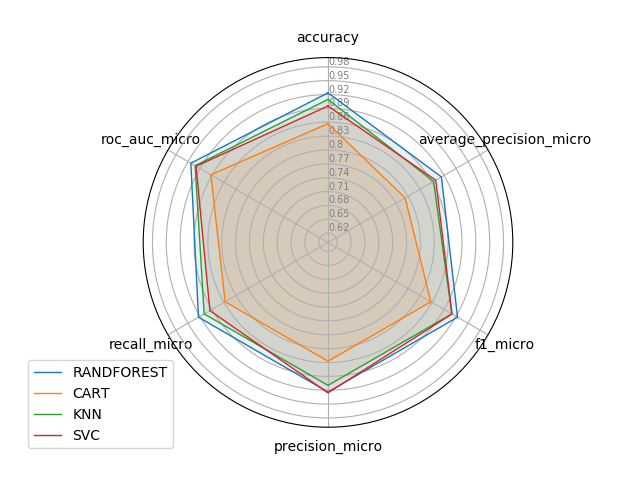 accuracy
0.98
0.95
0.92
0.89
0.86
0.83
0.8
0.77
0.74
0.71
0.68
0.65
0.62
roc_auc_micro
average_precision_micro
recall_micro
f1_micro
precision_micro
RANDFOREST
CART
KNN
SVC